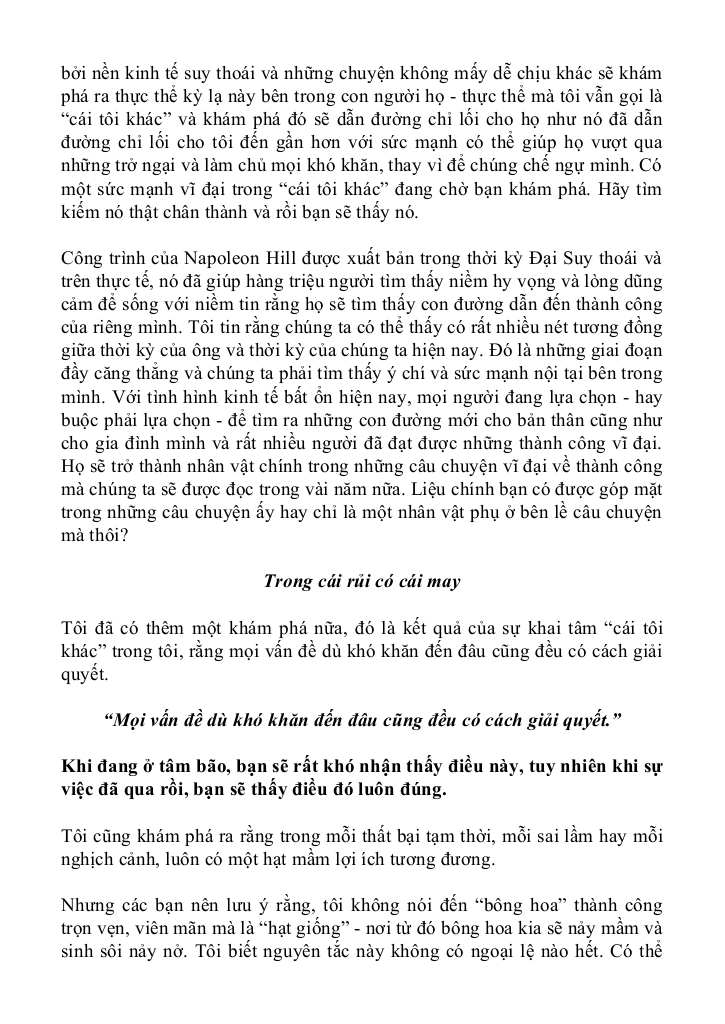 bởi nền kinh tế suy thoái và những chuyện không mấy dễ chịu khác sẽ khám
phá ra thực thể kỳ lạ này bên trong con người họ - thực thể mà tôi vẫn gọi là
“cái tôi khác” và khám phá đó sẽ dẫn đường chỉ lối cho họ như nó đã dẫn
đường chỉ lối cho tôi đến gần hơn với sức mạnh có thể giúp họ vượt qua
những trở ngại và làm chủ mọi khó khăn, thay vì để chúng chế ngự mình. Có
một sức mạnh vĩ đại trong “cái tôi khác” đang chờ bạn khám phá. Hãy tìm
kiếm nó thật chân thành và rồi bạn sẽ thấy nó.
Công trình của Napoleon Hill được xuất bản trong thời kỳ Đại Suy thoái và
trên thực tế, nó đã giúp hàng triệu người tìm thấy niềm hy vọng và lòng dũng
cảm để sống với niềm tin rằng họ sẽ tìm thấy con đường dẫn đến thành công
của riêng mình. Tôi tin rằng chúng ta có thể thấy có rất nhiều nét tương đồng
giữa thời kỳ của ông và thời kỳ của chúng ta hiện nay. Đó là những giai đoạn
đầy căng thẳng và chúng ta phải tìm thấy ý chí và sức mạnh nội tại bên trong
mình. Với tình hình kinh tế bất ổn hiện nay, mọi người đang lựa chọn - hay
buộc phải lựa chọn - để tìm ra những con đường mới cho bản thân cũng như
cho gia đình mình và rất nhiều người đã đạt được những thành công vĩ đại.
Họ sẽ trở thành nhân vật chính trong những câu chuyện vĩ đại về thành công
mà chúng ta sẽ được đọc trong vài năm nữa. Liệu chính bạn có được góp mặt
trong những câu chuyện ấy hay chỉ là một nhân vật phụ ở bên lề câu chuyện
mà thôi?
Trong cái rủi có cái may
Tôi đã có thêm một khám phá nữa, đó là kết quả của sự khai tâm “cái tôi
khác” trong tôi, rằng mọi vấn đề dù khó khăn đến đâu cũng đều có cách giải
quyết.
“Mọi vấn đề dù khó khăn đến đâu cũng đều có cách giải quyết.”
Khi đang ở tâm bão, bạn sẽ rất khó nhận thấy điều này, tuy nhiên khi sự
việc đã qua rồi, bạn sẽ thấy điều đó luôn đúng.
Tôi cũng khám phá ra rằng trong mỗi thất bại tạm thời, mỗi sai lầm hay mỗi
nghịch cảnh, luôn có một hạt mầm lợi ích tương đương.
Nhưng các bạn nên lưu ý rằng, tôi không nói đến “bông hoa” thành công
trọn vẹn, viên mãn mà là “hạt giống” - nơi từ đó bông hoa kia sẽ nảy mầm và
sinh sôi nảy nở. Tôi biết nguyên tắc này không có ngoại lệ nào hết. Có thể